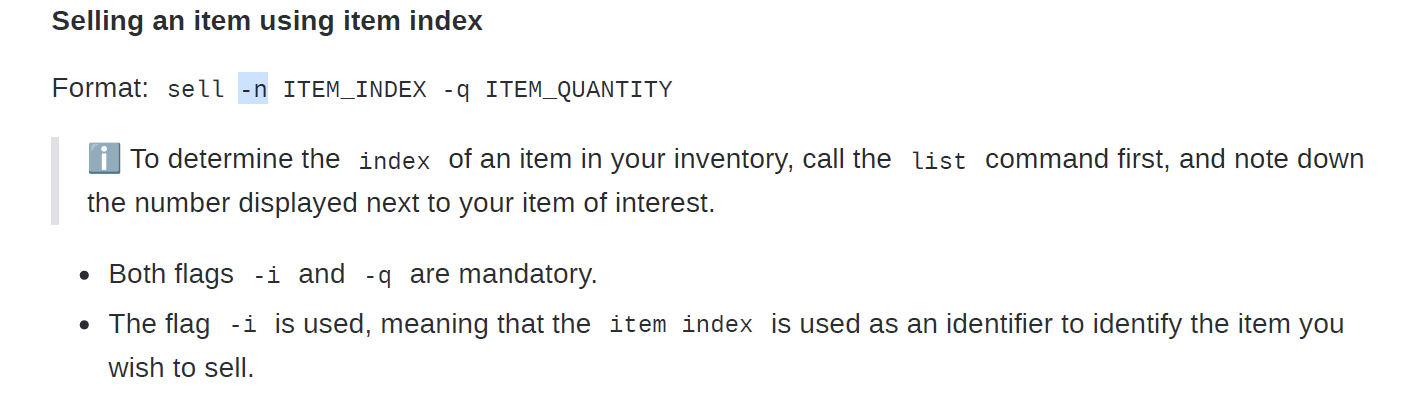 Selling an item using item index
Format: sell -n ITEM_INDEX -q ITEM_QUANTITY
ℹ️ To determine the index of an item in your inventory, call the list command first, and note down
the number displayed next to your item of interest.
• Both flags -i and -q are mandatory.
• The flag -i is used, meaning that the item index is used as an identifier to identify the item you
wish to sell.